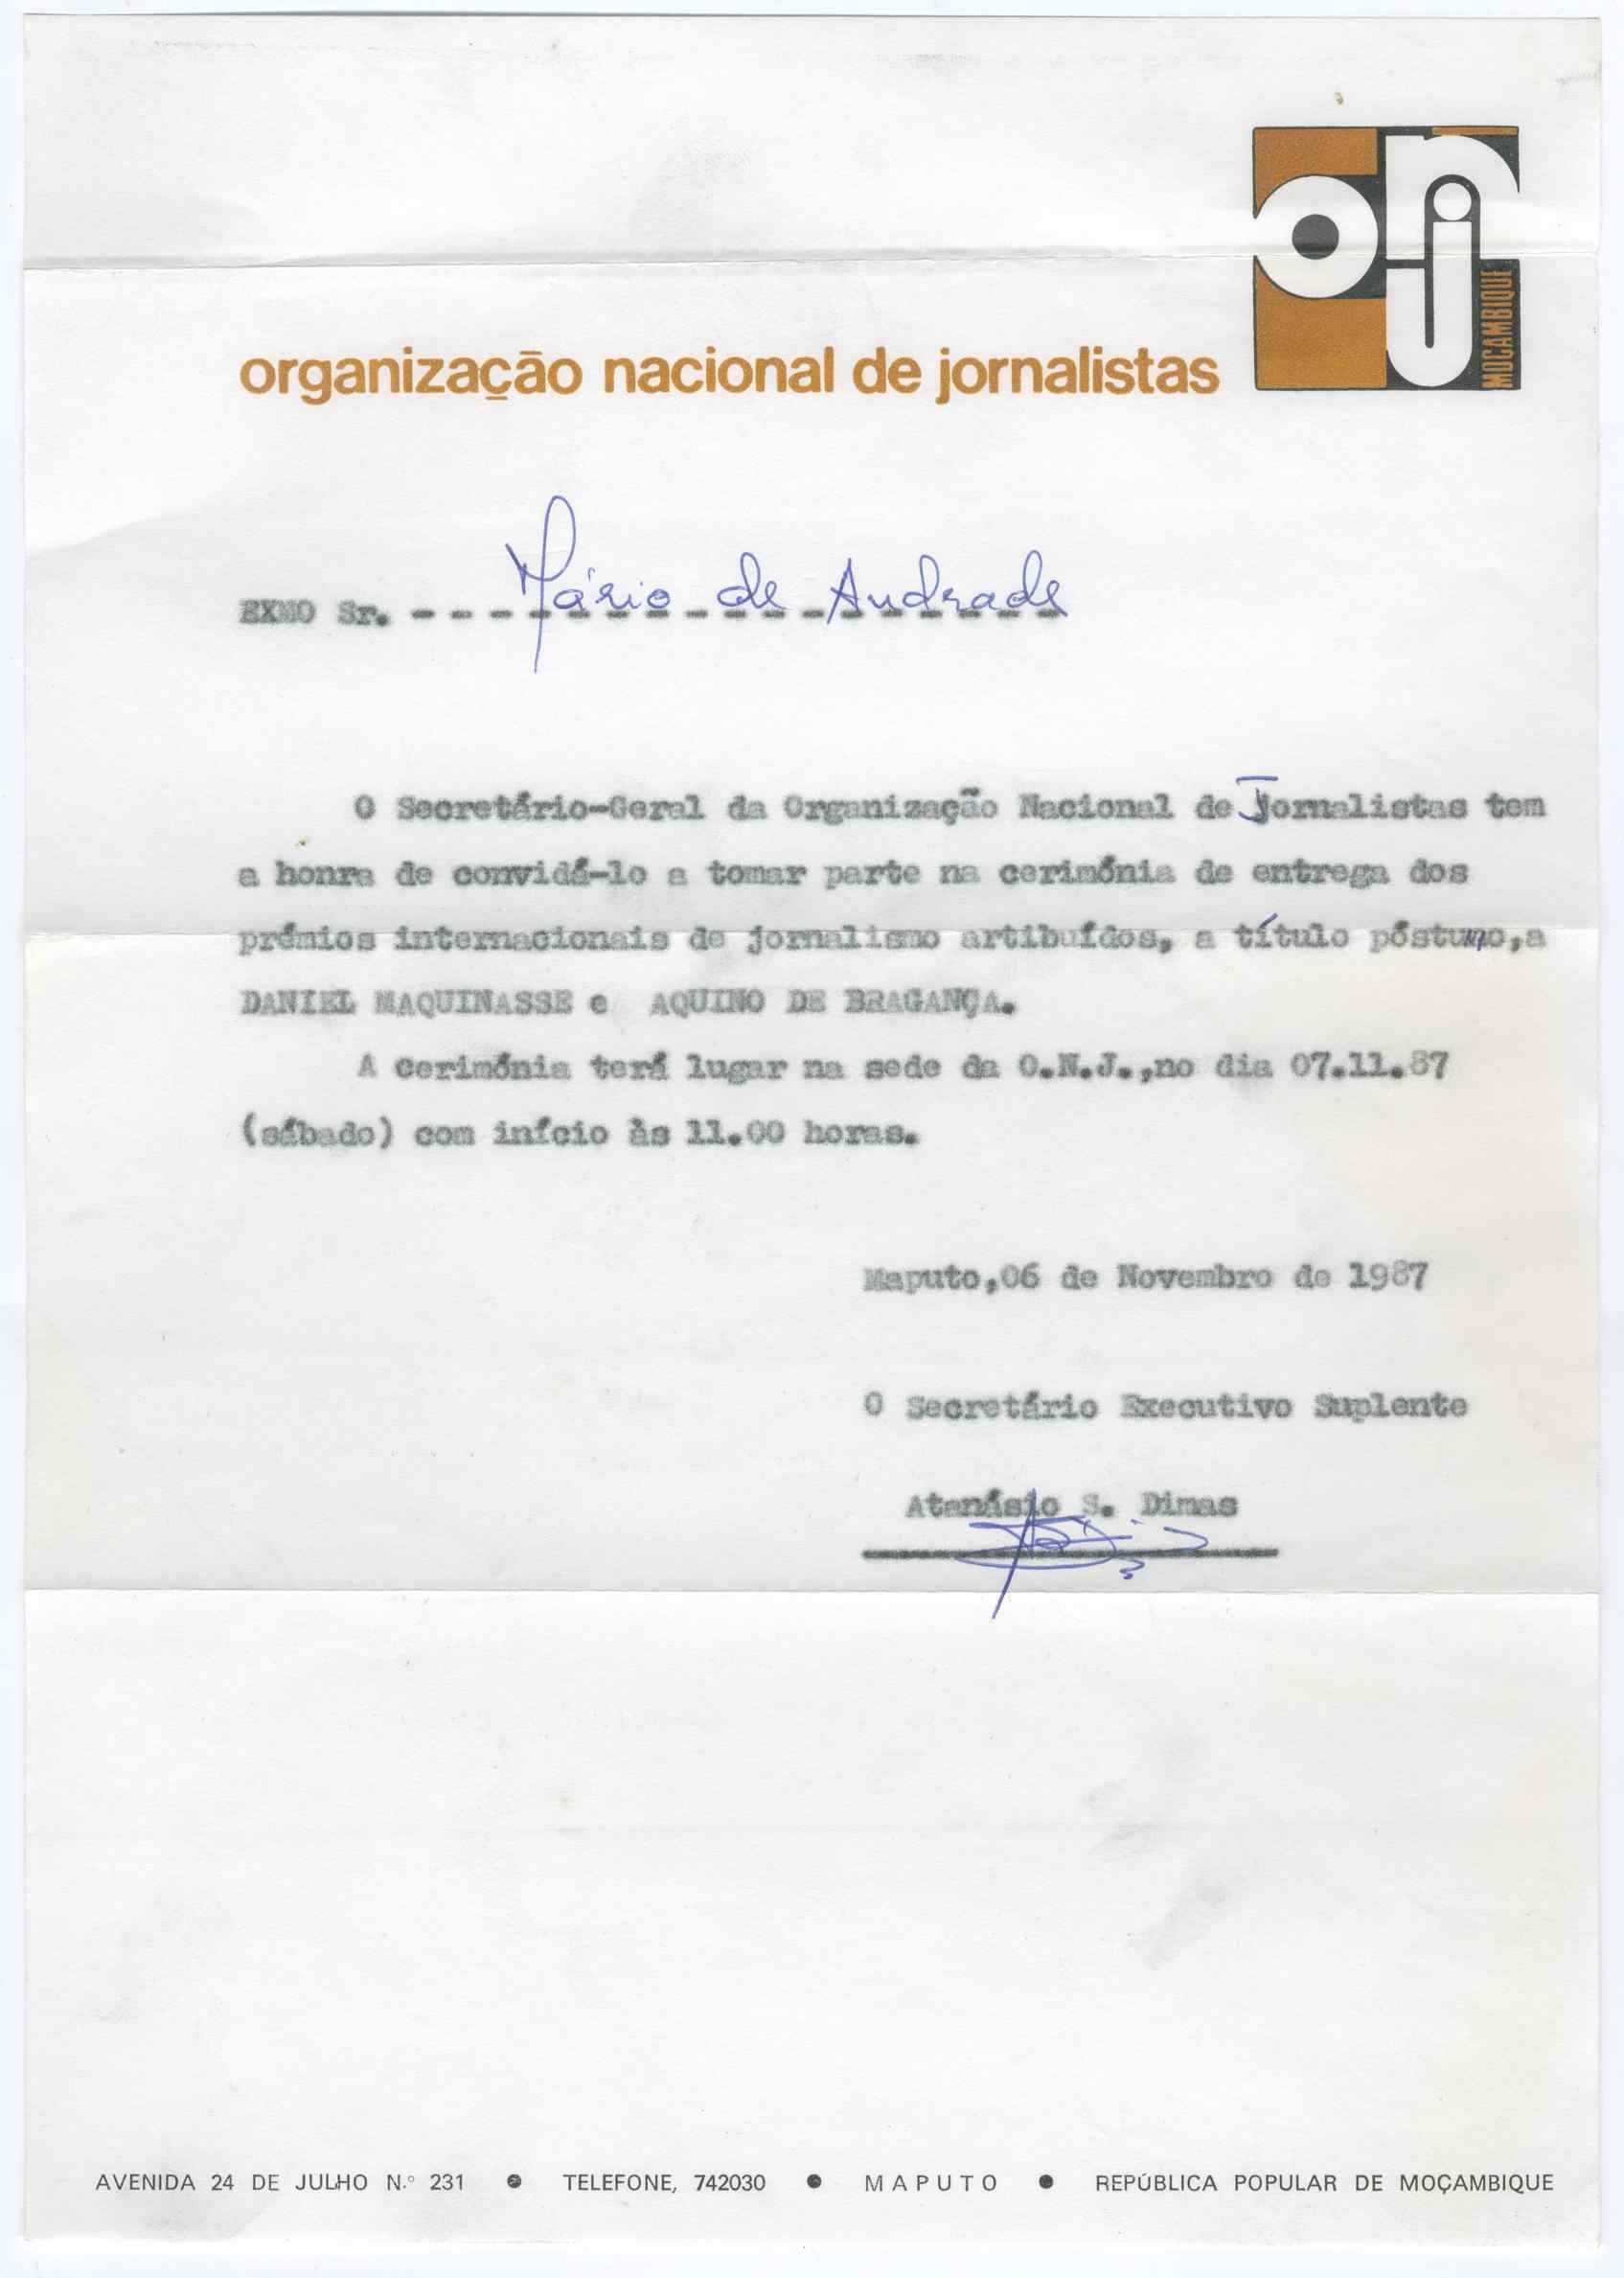 onj
MOÇAMBIQUE
organização nacional de jornalistas
EXMO Sr. - - - - - - - - - - - - - - - - -
Mário de Andrade
O Secretário-Geral da Organização Nacional de Jornalistas tem
a honra de convidá-lo a tomar parte na cerimónia de entrega dos
prémios internacionais de jornalismo artibuídos, a título póstumo,a
DANIEL MAQUINASSE e AQUINO DE BRAGANÇA.
A cerimónia terá lugar na sede da O.N.J.,no dia 07.11.87
(sábado) com início às 11.00 horas.
Maputo,06 de Novembro de 1987
O Secretário Executivo Suplente
Atanásio S. Dimas
AVENIDA 24 DE JULHO N.º 231 ● TELEFONE, 742030 ● MAPUTO ● REPÚBLICA POPULAR DE MOÇAMBIQUE